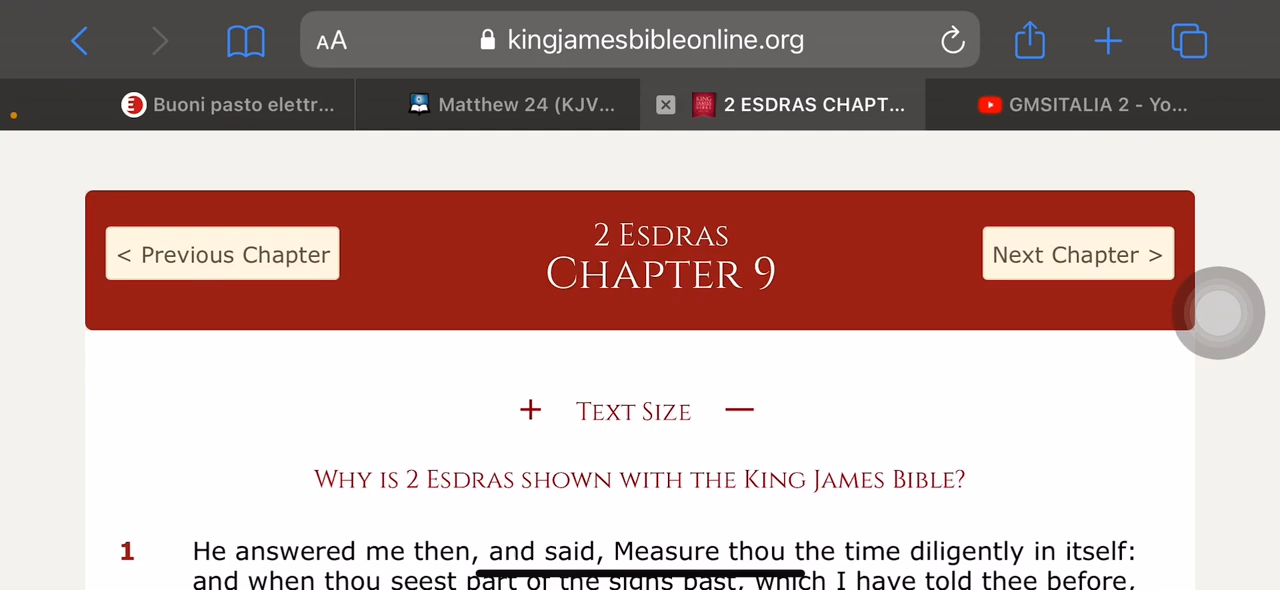 AA kingjamesbibleonline.org
Buoni pasto elettr... Matthew 24 (KJV... 2 ESDRAS CHAPT... GMSITALIA 2 - Yo...
2 Esdras
< Previous Chapter Chapter 9 Next Chapter >
+ Text Size —
Why is 2 Esdras shown with the King James Bible?
1 He answered me then, and said, Measure thou the time diligently in itself:
and when thou seest part of the signs past, which I have told thee before,